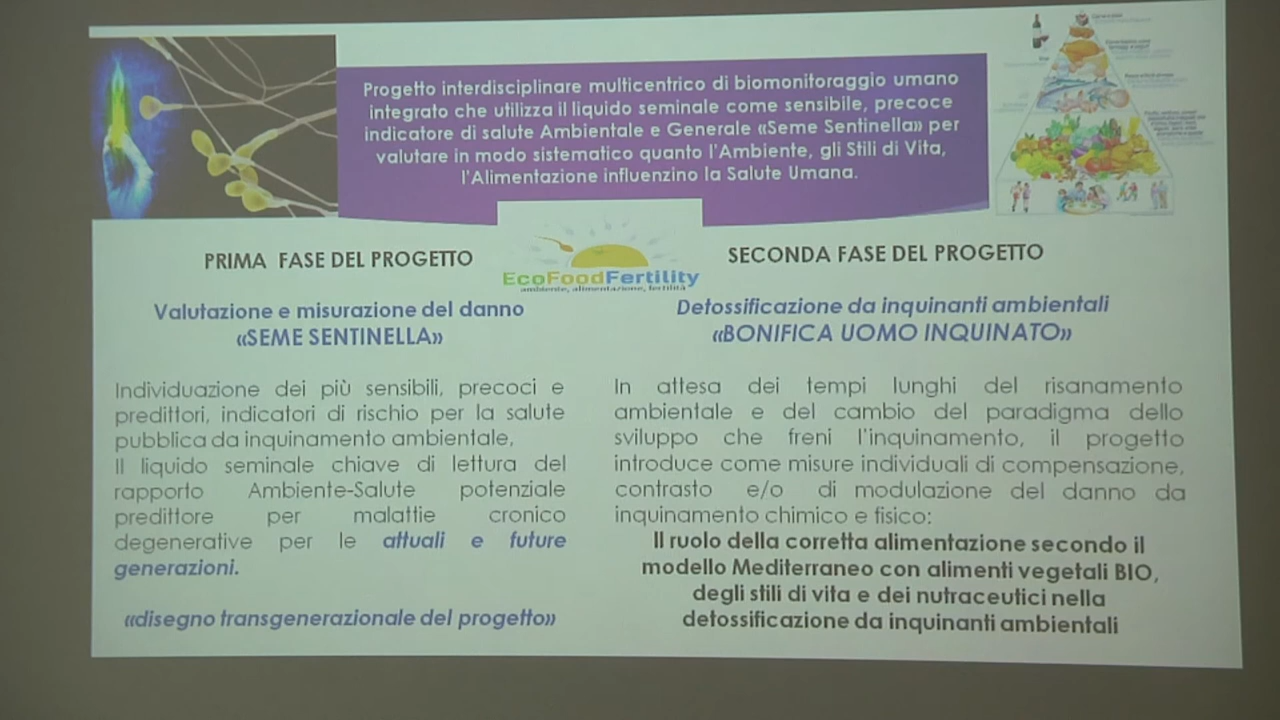 Progetto interdisciplinare multicentrico di biomonitoraggio umano
integrato che utilizza il liquido seminale come sensibile, precoce
indicatore di salute Ambientale e Generale «Seme Sentinella» per
valutare in modo sistematico quanto l'Ambiente, gli Stili di Vita,
l'Alimentazione influenzino la Salute Umana.
EcoFoodFertility
ambiente, alimentazione, fertilità
PRIMA FASE DEL PROGETTO
Valutazione e misurazione del danno
«SEME SENTINELLA»
Individuazione dei più sensibili, precoci e
predittori, indicatori di rischio per la salute
pubblica da inquinamento ambientale,
Il liquido seminale chiave di lettura del
rapporto Ambiente-Salute potenziale
predittore per malattie cronico
degenerative per le attuali e future
generazioni.
«disegno transgenerazionale del progetto»
SECONDA FASE DEL PROGETTO
Detossificazione da inquinanti ambientali
«BONIFICA UOMO INQUINATO»
In attesa dei tempi lunghi del risanamento
ambientale e del cambio del paradigma dello
sviluppo che freni l'inquinamento, il progetto
introduce come misure individuali di compensazione,
contrasto e/o di modulazione del danno da
inquinamento chimico e fisico:
Il ruolo della corretta alimentazione secondo il
modello Mediterraneo con alimenti vegetali BIO,
degli stili di vita e dei nutraceutici nella
detossificazione da inquinanti ambientali